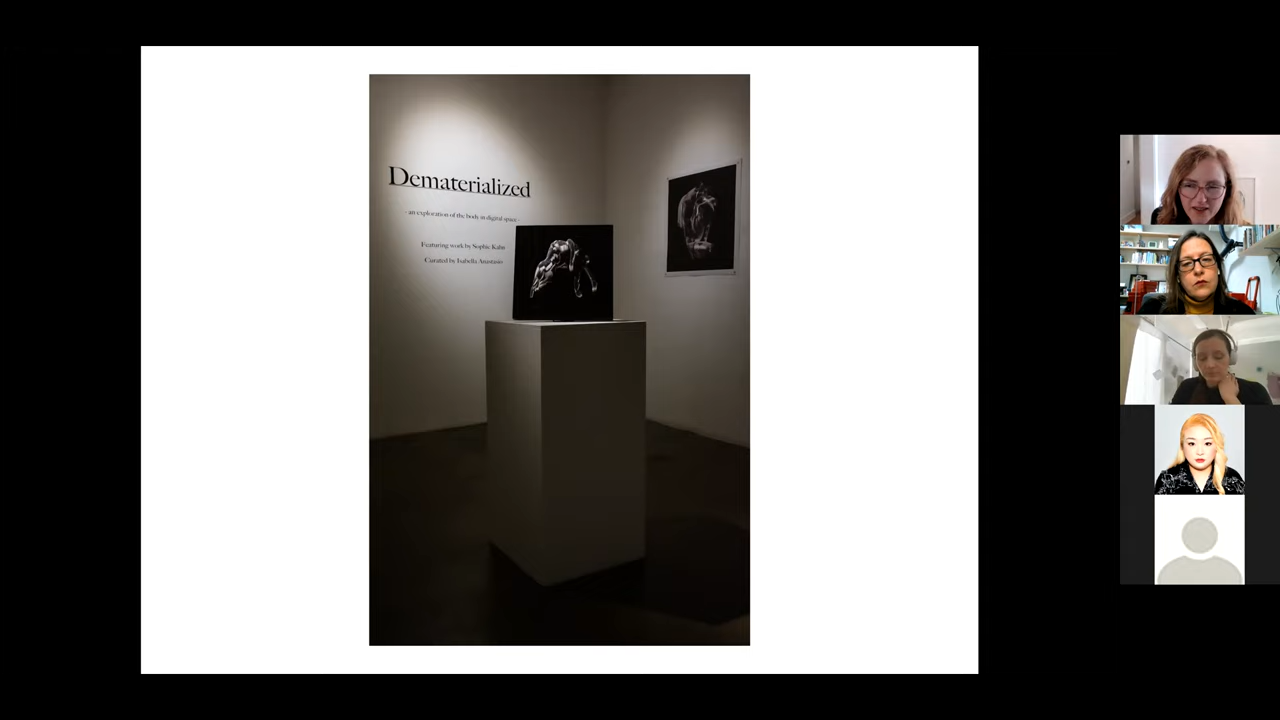 Dematerialized
- an exploration of the body in digital space -
Featuring work by Sophie Kahn
Curated by Isabella Anastasio